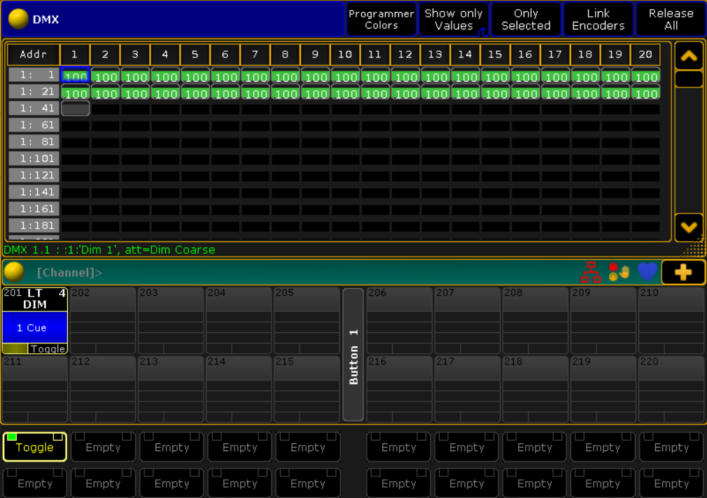 DMX
Programmer Colors
Show only Values
Only Selected
Link Encoders
Release All
Addr 1 2 3 4 5 6 7 8 9 10 11 12 13 14 15 16 17 18 19 20
1: 1 100 100 100 100 100 100 100 100 100 100 100 100 100 100 100 100 100 100 100 100
1: 21 100 100 100 100 100 100 100 100 100 100 100 100 100 100 100 100 100 100 100 100
1: 41
1: 61
1: 81
1:101
1:121
1:141
1:161
1:181
DMX 1.1 : :1:'Dim 1', att=Dim Coarse
[Channel]>
201 LT 4 202 203 204 205 206 207 208 209 210
DIM
1 Cue
Toggle
Button 1
211 212 213 214 215 216 217 218 219 220
Toggle Empty Empty Empty Empty Empty Empty Empty Empty Empty
Empty Empty Empty Empty Empty Empty Empty Empty Empty Empty